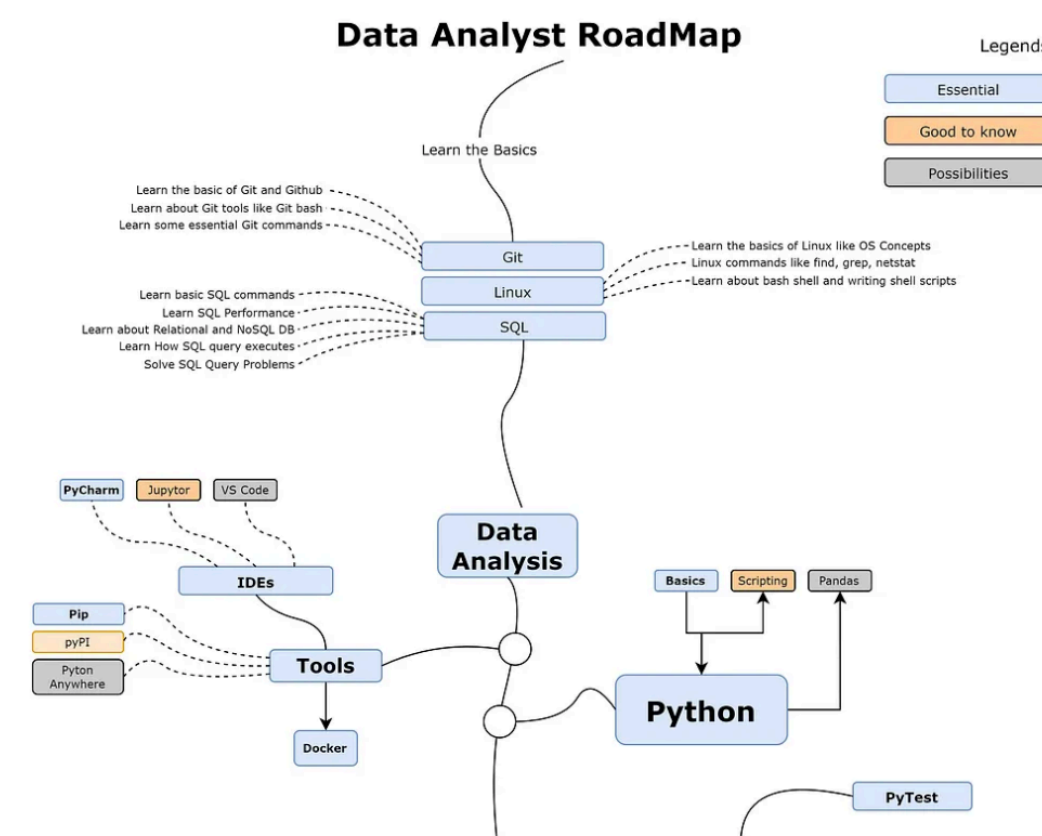 Data Analyst RoadMap
Legends
Essential
Good to know
Possibilities
Learn the Basics
Learn the basic of Git and Github
Learn about Git tools like Git bash
Learn some essential Git commands
Git
Learn the basics of Linux like OS Concepts
Linux commands like find, grep, netstat
Learn about bash shell and writing shell scripts
Linux
Learn basic SQL commands
Learn SQL Performance
Learn about Relational and NoSQL DB
Learn How SQL query executes
Solve SQL Query Problems
SQL
PyCharm
Jupytor
VS Code
Data
Analysis
IDEs
Basics
Scripting
Pandas
Pip
pyPI
Pyton
Anywhere
Tools
Python
Docker
PyTest